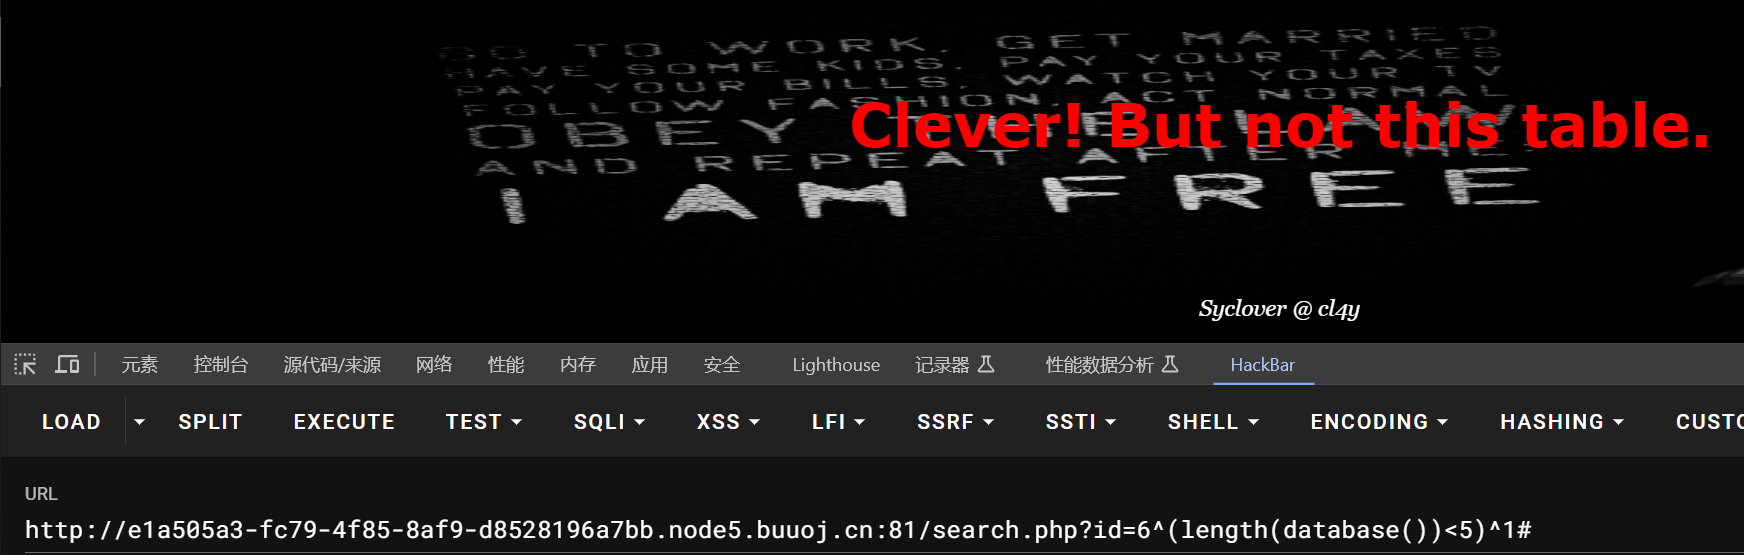 GO TO WORK, GET MARRIED
HAVE SOME KIDS, PAY YOUR TAXES
PAY YOUR BILLS, WATCH YOUR TV
FOLLOW FASHION, ACT NORMAL
OBEY THE LAW
Clever! But not this table.
AND REPEAT AFTER ME:
I AM FREE
Syclover @ cl4y
元素 控制台 源代码/来源 网络 性能 内存 应用 安全 Lighthouse 记录器 性能数据分析 HackBar
LOAD SPLIT EXECUTE TEST SQLI XSS LFI SSRF SSTI SHELL ENCODING HASHING CUSTO
URL
http://e1a505a3-fc79-4f85-8af9-d8528196a7bb.node5.buuoj.cn:81/search.php?id=6^(length(database())<5)^1#